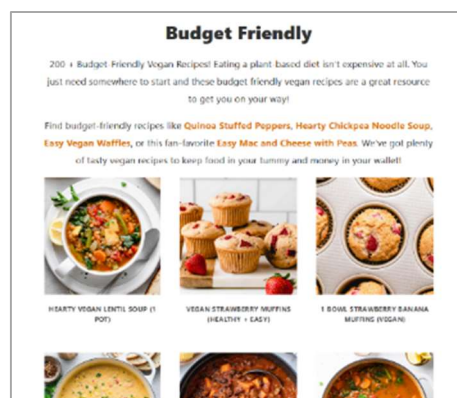 Budget Friendly
200 + Budget-Friendly Vegan Recipes! Eating a plant-based diet isn't expensive at all. You
just need somewhere to start and these budget friendly vegan recipes are a great resource
to get you on your way!
Find budget-friendly recipes like Quinoa Stuffed Peppers, Hearty Chickpea Noodle Soup,
Easy Vegan Waffles, or this fan-favorite Easy Mac and Cheese with Peas. We've got plenty
of tasty vegan recipes to keep food in your tummy and money in your wallet!
HEARTY VEGAN LENTIL SOUP (1
POT)
VEGAN STRAWBERRY MUFFINS
(HEALTHY + EASY)
1 BOWL STRAWBERRY BANANA
MUFFINS (VEGAN)